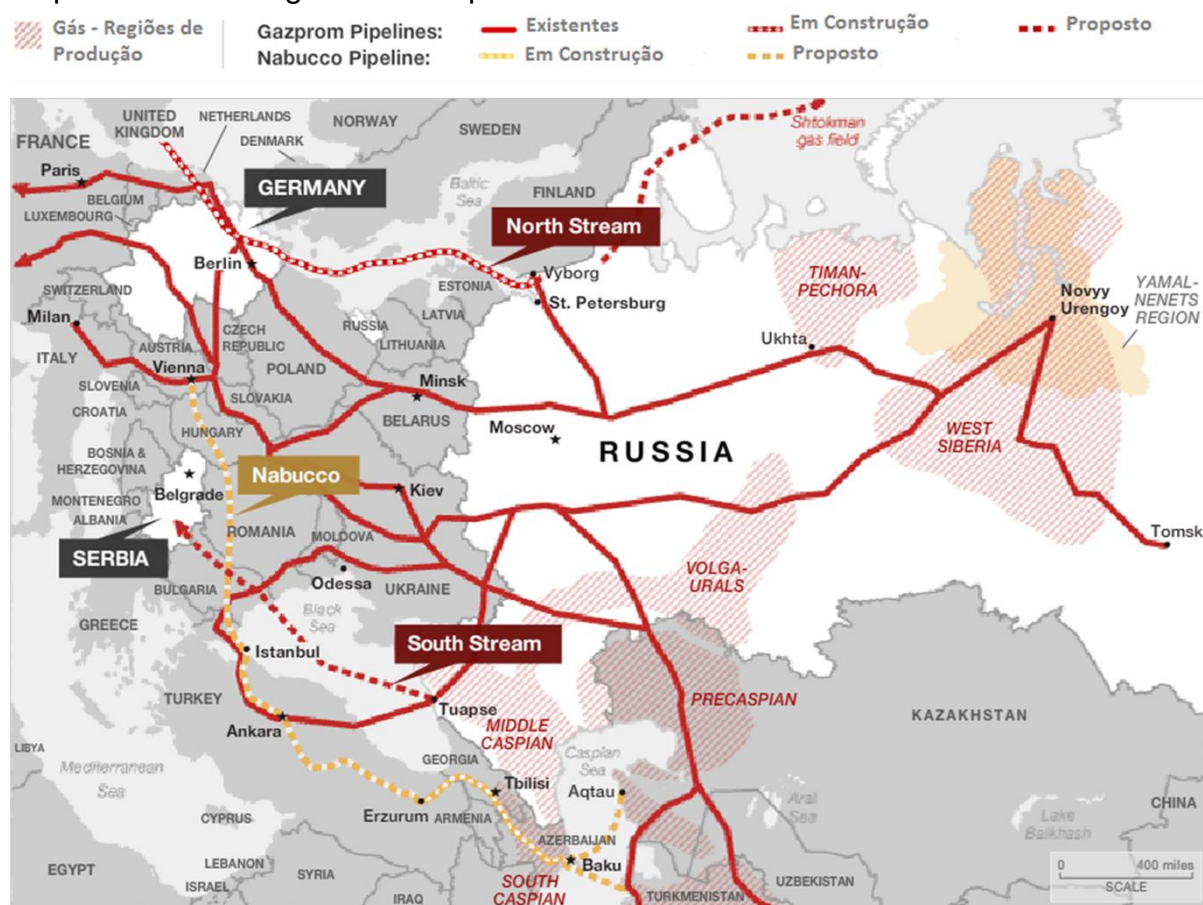 Gás - Regiões de
Produção
Gazprom Pipelines:
Existentes
Em Construção
Proposto
Nabucco Pipeline:
Em Construção
Proposto
UNITED
KINGDOM
NETHERLANDS
DENMARK
NORWAY
SWEDEN
FINLAND
Shtokman
gas field
FRANCE
Paris
BELGIUM
LUXEMBOURG
GERMANY
Baltic
Sea
North Stream
Vyborg
St. Petersburg
ESTONIA
Berlin
LATVIA
RUSSIA
LITHUANIA
TIMAN-
PECHORA
Ukhta
Novyy
Urengoy
YAMAL-
NENETS
REGION
SWITZERLAND
Milan
ITALY
AUSTRIA
Vienna
CZECH
REPUBLIC
POLAND
Minsk
BELARUS
Moscow
RUSSIA
WEST
SIBERIA
SLOVENIA
SLOVAKIA
CROATIA
HUNGARY
BOSNIA &
HERZEGOVINA
MONTENEGRO
ALBANIA
Belgrade
Nabucco
Kiev
SERBIA
ROMANIA
MOLDOVA
Odessa
UKRAINE
VOLGA-
URALS
Tomsk
BULGARIA
GREECE
Black
Sea
South Stream
Istanbul
TURKEY
Ankara
Tuapse
MIDDLE
CASPIAN
PRECASPIAN
KAZAKHSTAN
LIBYA
Mediterranean
Sea
GEORGIA
Tbilisi
Caspian
Sea
Aqtau
Aral
Sea
Lake
Balkhash
CHINA
Erzurum
ARMENIA
AZERBAIJAN
Baku
CYPRUS
EGYPT
LEBANON
ISRAEL
SYRIA
IRAQ
SOUTH
CASPIAN
IRAN
TURKMENISTAN
UZBEKISTAN
0
400 miles
SCALE